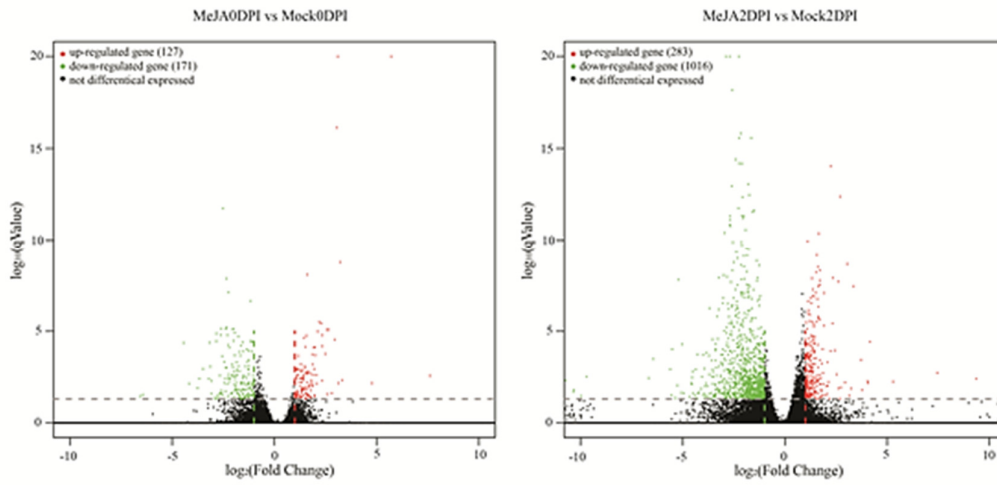 MeJA0DPI vs Mock0DPI
20
15
10
5
0
log₁₀(qValue)
up-regulated gene (127)
down-regulated gene (171)
not differentical expressed
-10
-5
0
5
10
log₂(Fold Change)
MeJA2DPI vs Mock2DPI
20
15
10
5
0
log₁₀(qValue)
up-regulated gene (283)
down-regulated gene (1016)
not differentical expressed
-10
-5
0
5
10
log₂(Fold Change)